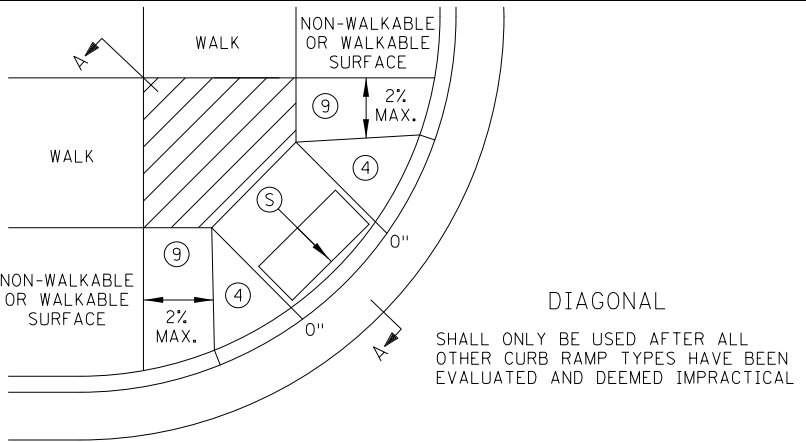 WALK
NON-WALKABLE
OR WALKABLE
SURFACE
A
9
2%
MAX.
WALK
4
S
0"
9
NON-WALKABLE
OR WALKABLE
SURFACE
4
2%
MAX.
0"
A
DIAGONAL
SHALL ONLY BE USED AFTER ALL
OTHER CURB RAMP TYPES HAVE BEEN
EVALUATED AND DEEMED IMPRACTICAL